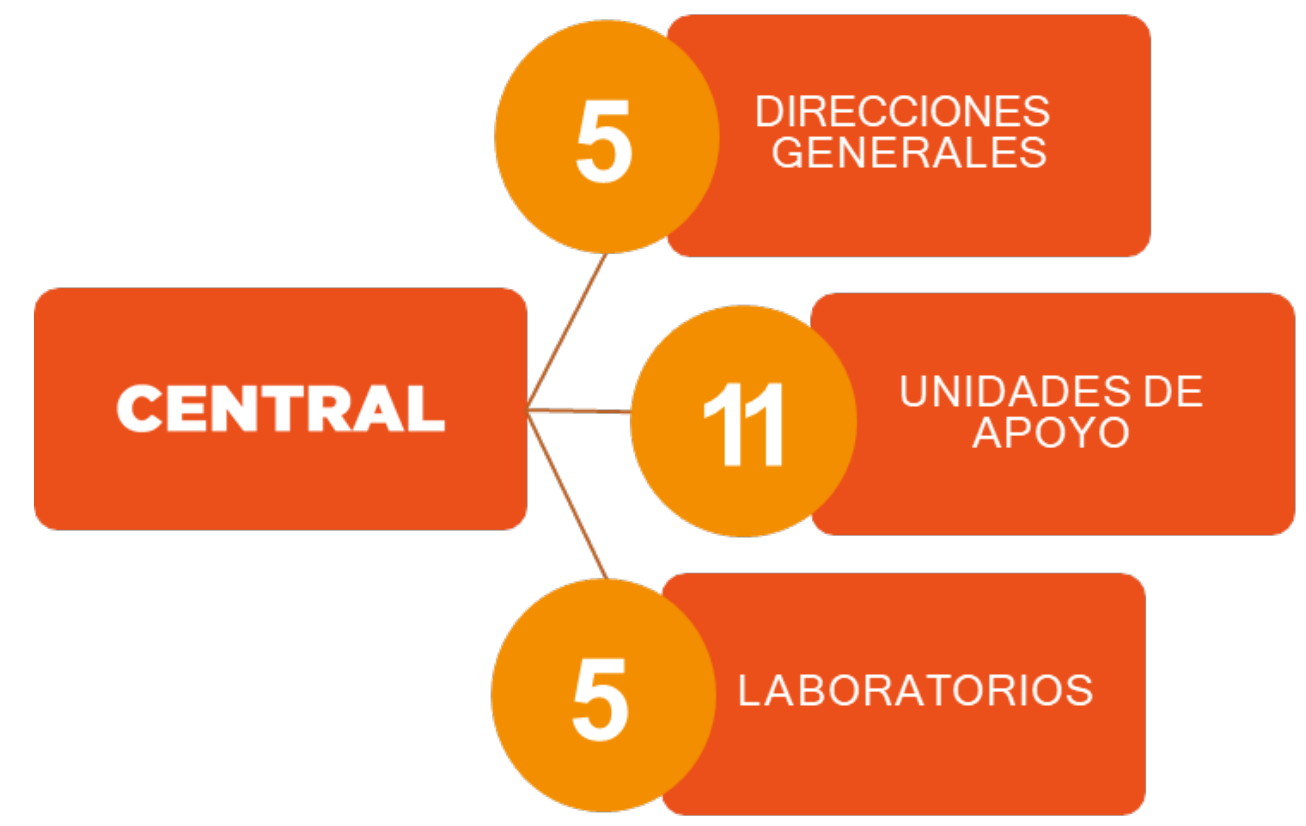 5
DIRECCIONES
GENERALES
CENTRAL
11
UNIDADES DE
APOYO
5
LABORATORIOS